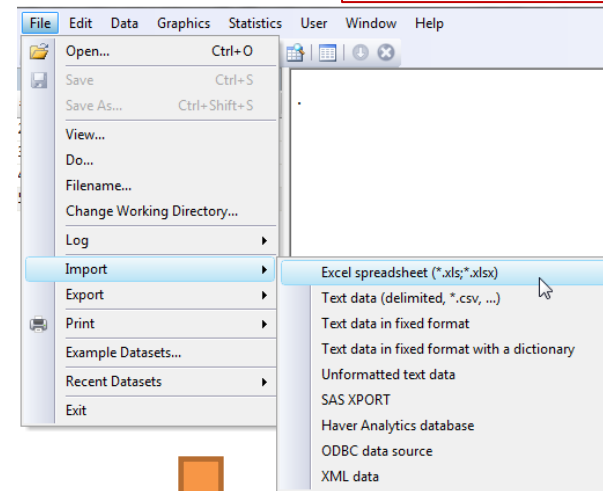 File Edit Data Graphics Statistics User Window Help
Open... Ctrl+O
Save Ctrl+S
Save As... Ctrl+Shift+S
.
View...
Do...
Filename...
Change Working Directory...
Log
Import
Excel spreadsheet (*.xls;*.xlsx)
Export
Text data (delimited, *.csv, ...)
Print
Text data in fixed format
Example Datasets...
Text data in fixed format with a dictionary
Recent Datasets
Unformatted text data
Exit
SAS XPORT
Haver Analytics database
ODBC data source
XML data